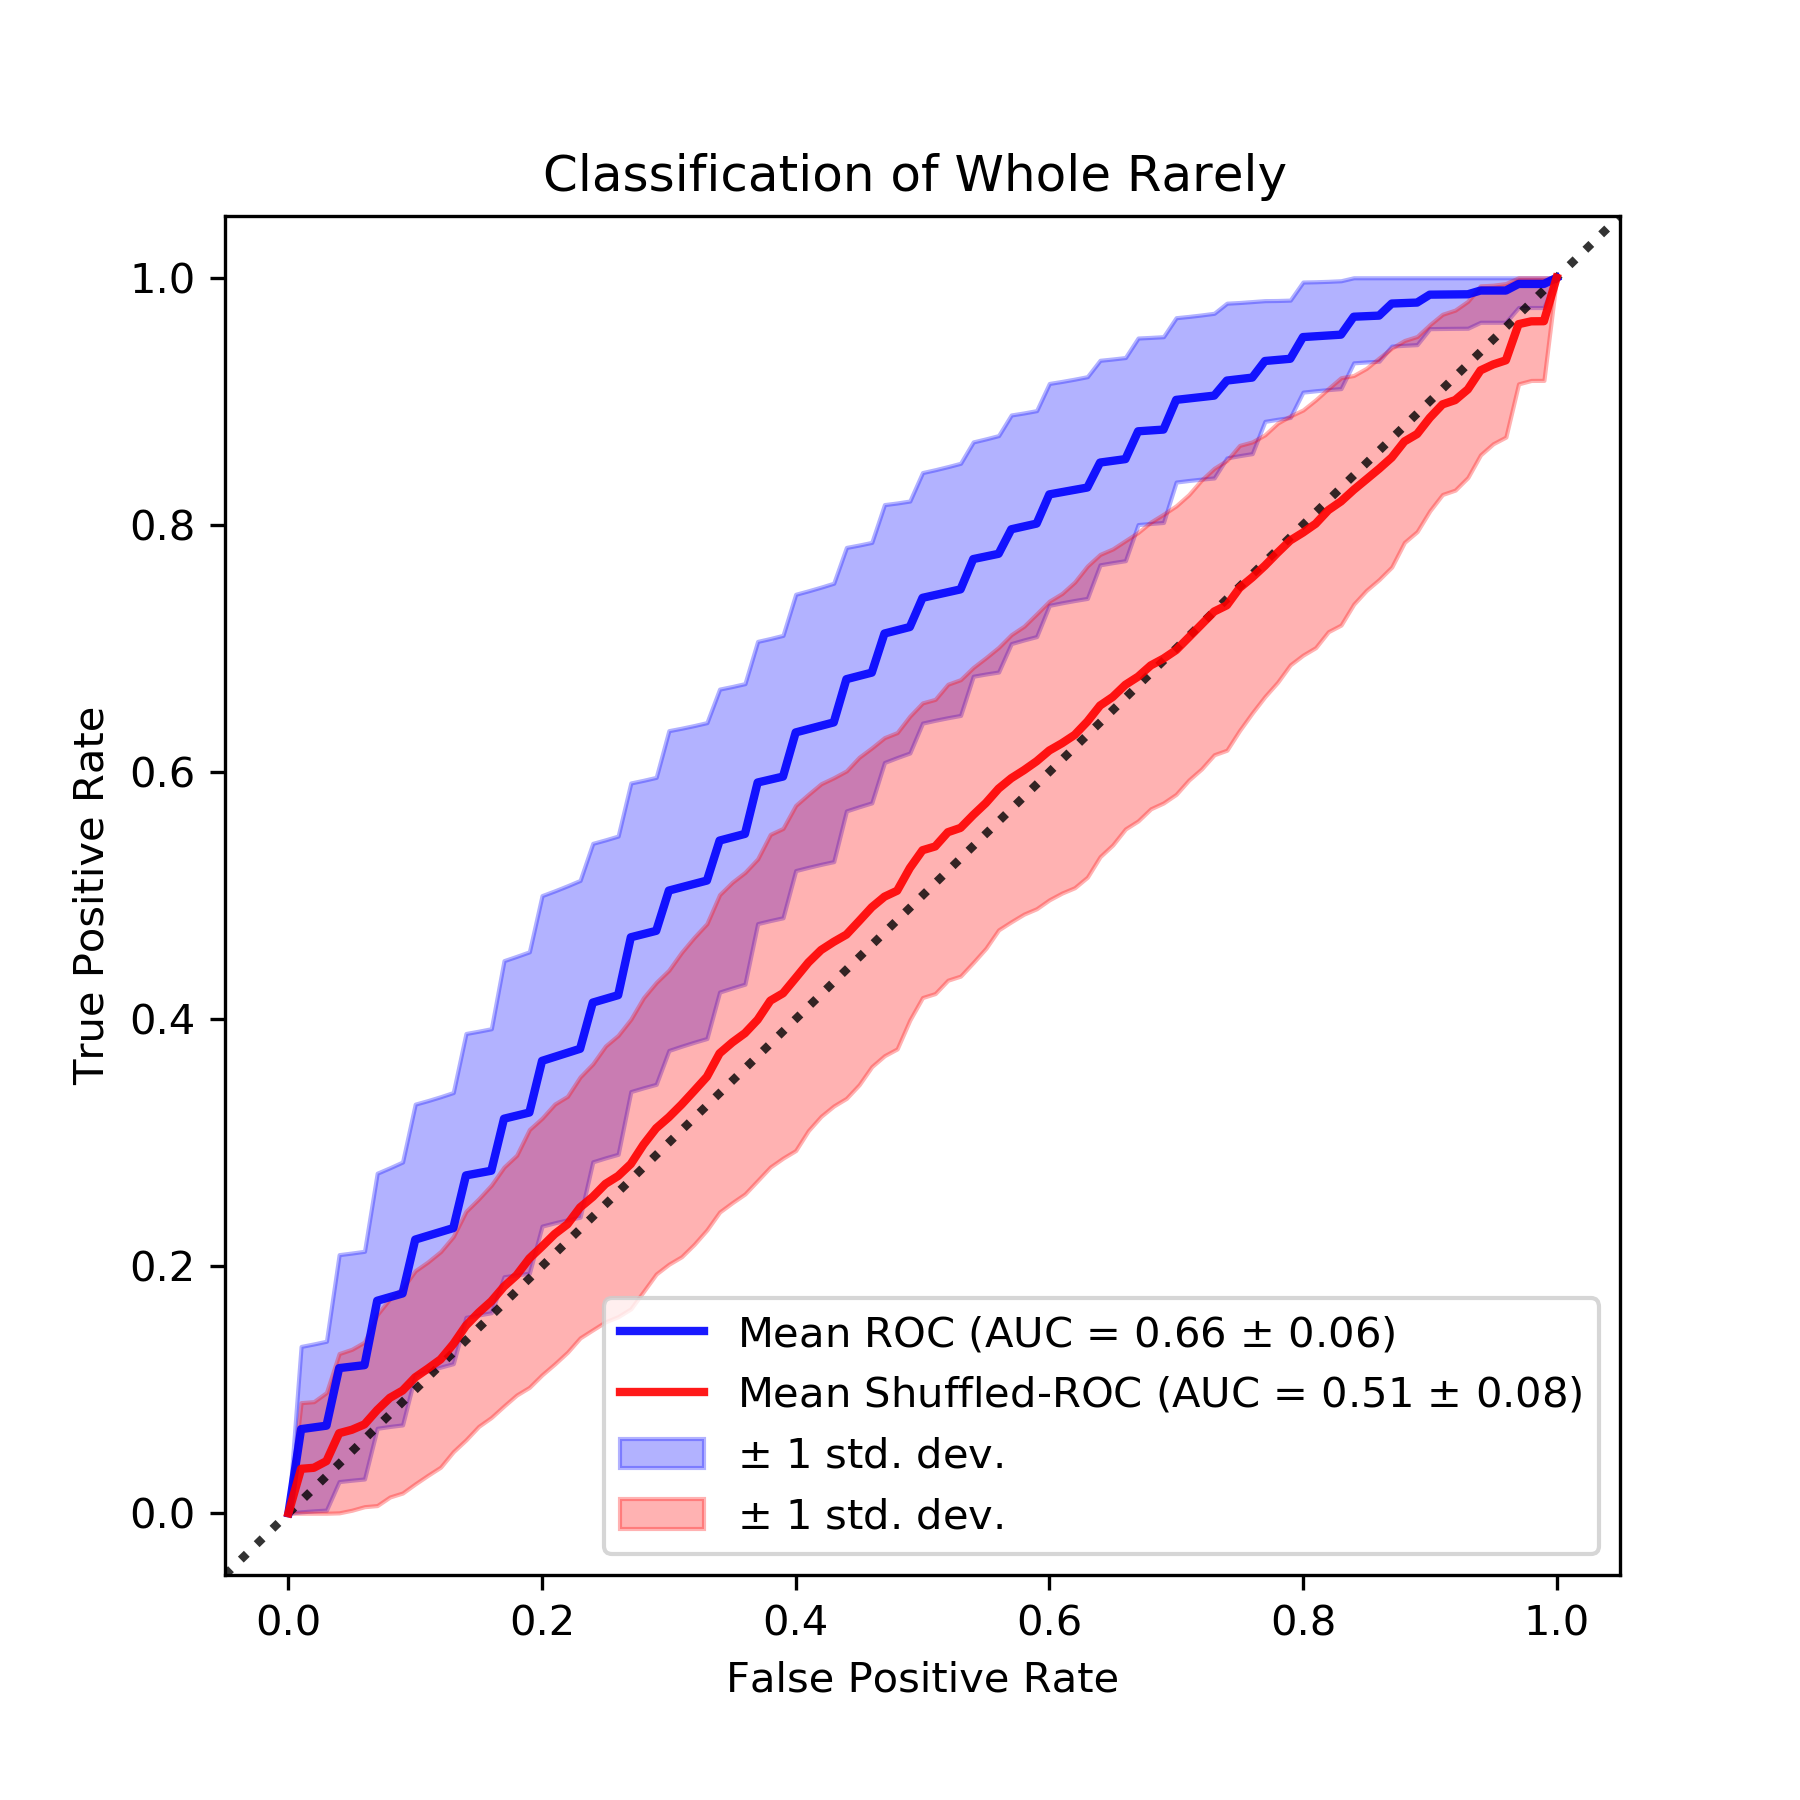 Classification of Whole Rarely
True Positive Rate
1.0
0.8
0.6
0.4
0.2
0.0
Mean ROC (AUC = 0.66 ± 0.06)
Mean Shuffled-ROC (AUC = 0.51 ± 0.08)
± 1 std. dev.
± 1 std. dev.
0.0 0.2 0.4 0.6 0.8 1.0
False Positive Rate